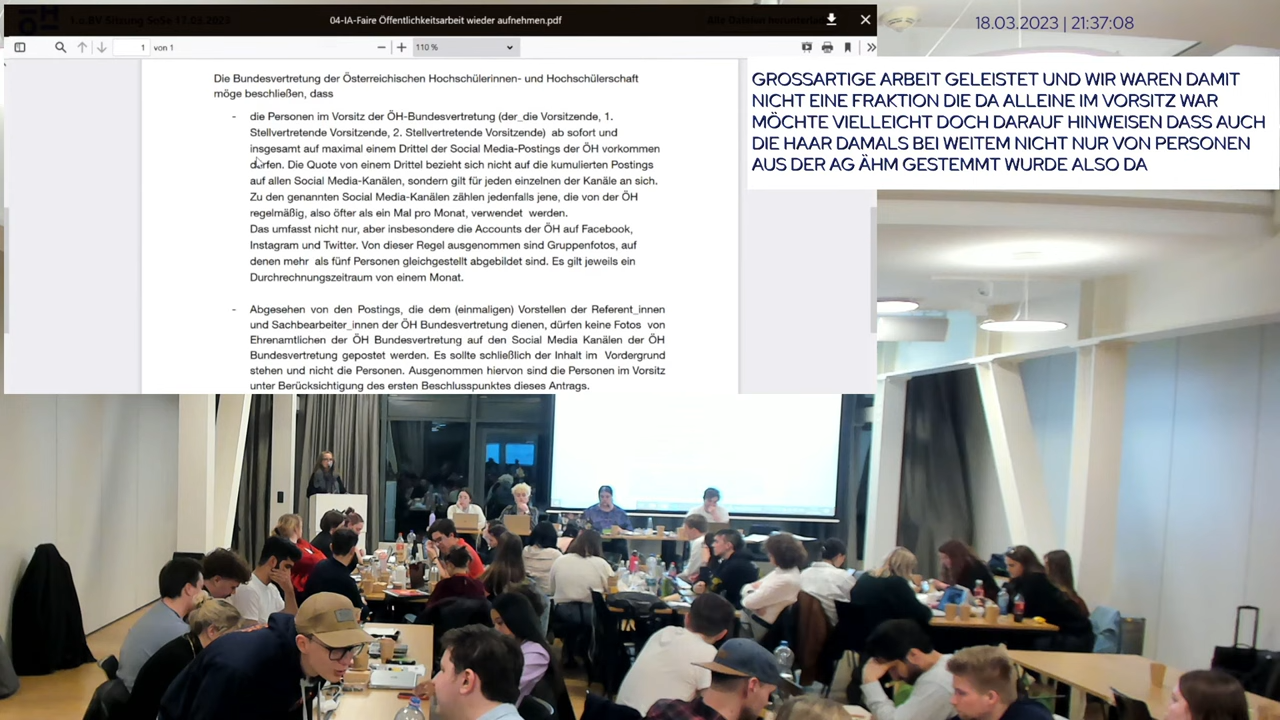 1.o.BV Sitzung SoSe 17.03.2023
04-IA-Faire Öffentlichkeitsarbeit wieder aufnehmen.pdf
Alle Dateien herunterladen
18.03.2023 | 21:37:08
1 von 1
110 %
Die Bundesvertretung der Österreichischen Hochschülerinnen- und Hochschülerschaft
möge beschließen, dass
- die Personen im Vorsitz der ÖH-Bundesvertretung (der_die Vorsitzende, 1.
Stellvertretende Vorsitzende, 2. Stellvertretende Vorsitzende) ab sofort und
insgesamt auf maximal einem Drittel der Social Media-Postings der ÖH vorkommen
dürfen. Die Quote von einem Drittel bezieht sich nicht auf die kumulierten Postings
auf allen Social Media-Kanälen, sondern gilt für jeden einzelnen der Kanäle an sich.
Zu den genannten Social Media-Kanälen zählen jedenfalls jene, die von der ÖH
regelmäßig, also öfter als ein Mal pro Monat, verwendet werden.
Das umfasst nicht nur, aber insbesondere die Accounts der ÖH auf Facebook,
Instagram und Twitter. Von dieser Regel ausgenommen sind Gruppenfotos, auf
denen mehr als fünf Personen gleichgestellt abgebildet sind. Es gilt jeweils ein
Durchrechnungszeitraum von einem Monat.
- Abgesehen von den Postings, die dem (einmaligen) Vorstellen der Referent_innen
und Sachbearbeiter_innen der ÖH Bundesvertretung dienen, dürfen keine Fotos von
Ehrenamtlichen der ÖH Bundesvertretung auf den Social Media Kanälen der ÖH
Bundesvertretung gepostet werden. Es sollte schließlich der Inhalt im Vordergrund
stehen und nicht die Personen. Ausgenommen hiervon sind die Personen im Vorsitz
unter Berücksichtigung des ersten Beschlusspunktes dieses Antrags.
GROSSARTIGE ARBEIT GELEISTET UND WIR WAREN DAMIT
NICHT EINE FRAKTION DIE DA ALLEINE IM VORSITZ WAR
MÖCHTE VIELLEICHT DOCH DARAUF HINWEISEN DASS AUCH
DIE HAAR DAMALS BEI WEITEM NICHT NUR VON PERSONEN
AUS DER AG ÄHM GESTEMMT WURDE ALSO DA